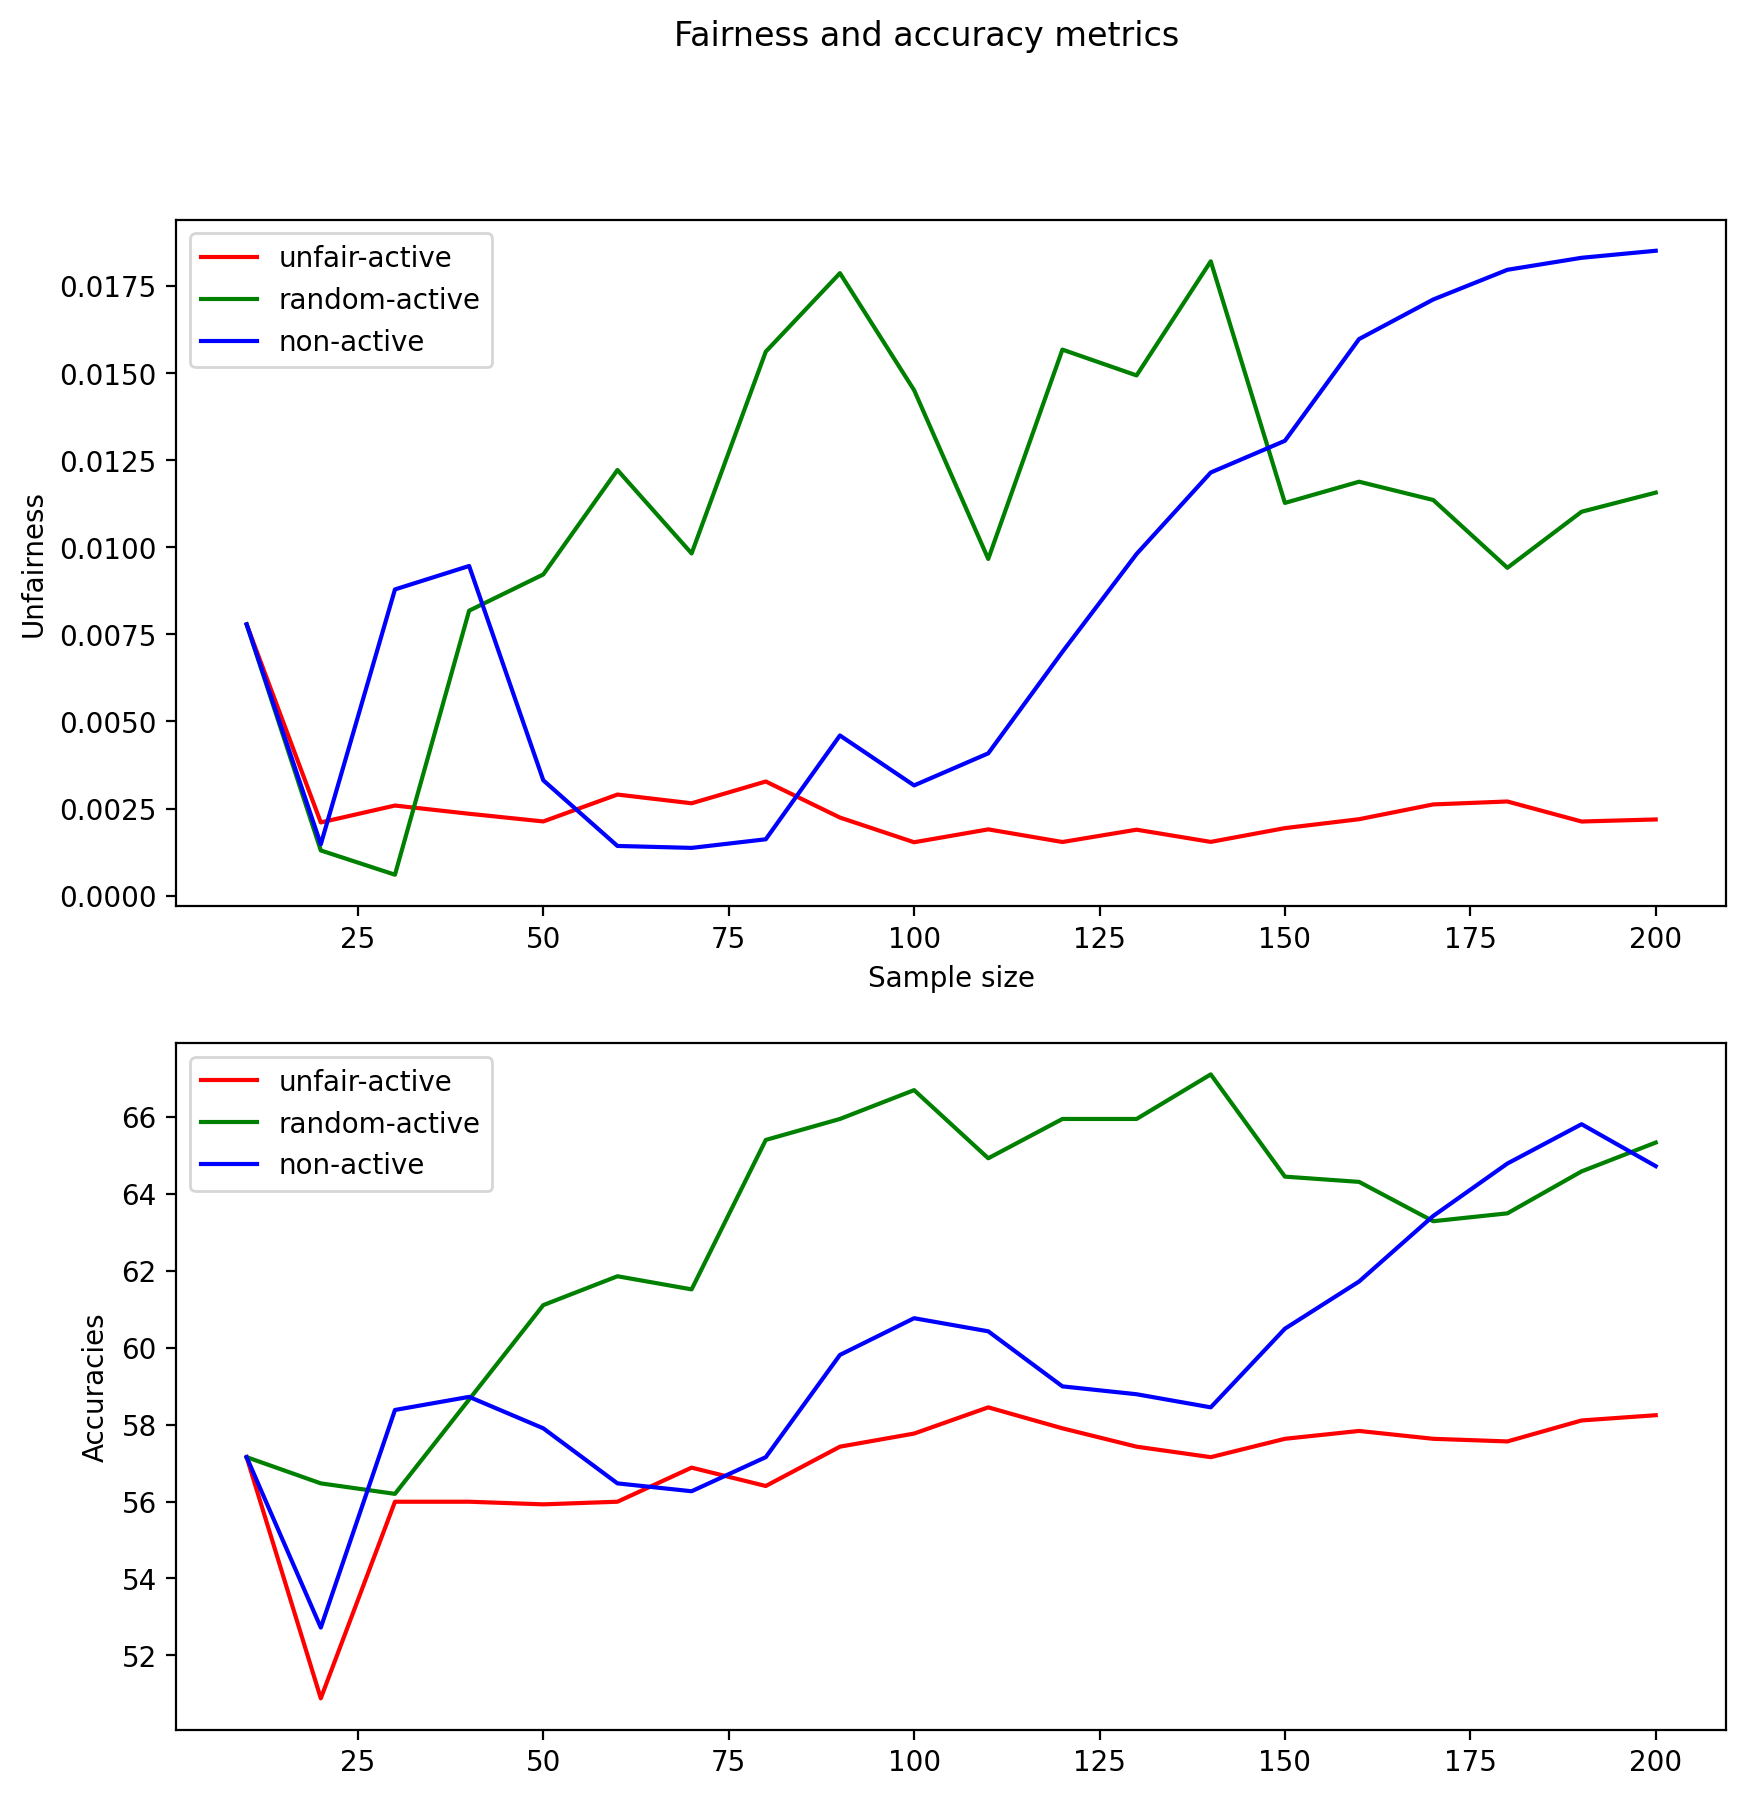 Fairness and accuracy metrics
unfair-active
random-active
non-active
0.0175
0.0150
0.0125
0.0100
0.0075
0.0050
0.0025
0.0000
Unfairness
25 50 75 100 125 150 175 200
Sample size
unfair-active
random-active
non-active
66
64
62
60
58
56
54
52
Accuracies
25 50 75 100 125 150 175 200